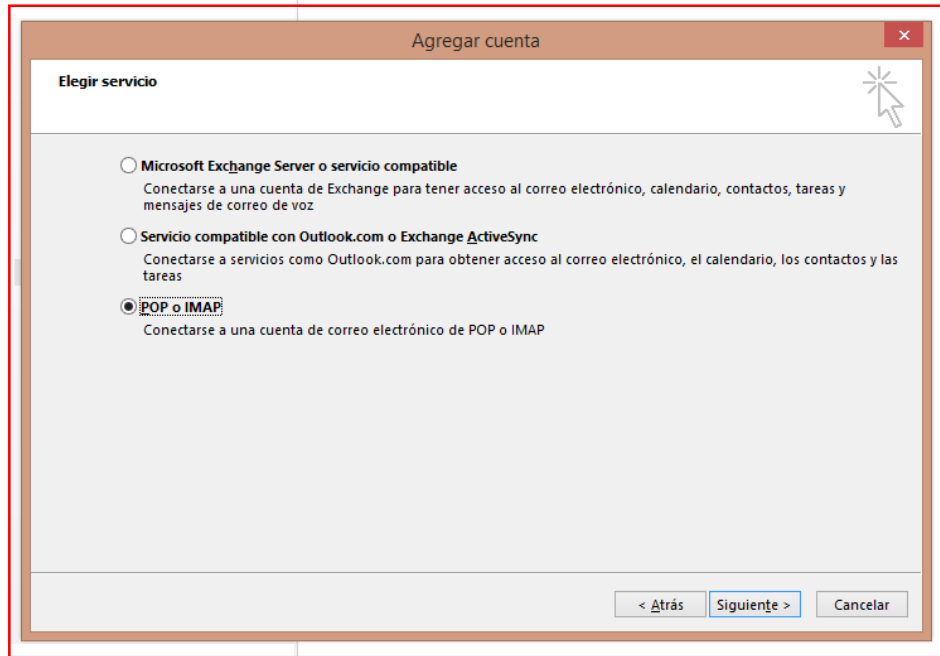 Agregar cuenta
Elegir servicio
Microsoft Exchange Server o servicio compatible
Conectarse a una cuenta de Exchange para tener acceso al correo electrónico, calendario, contactos, tareas y
mensajes de correo de voz
Servicio compatible con Outlook.com o Exchange ActiveSync
Conectarse a servicios como Outlook.com para obtener acceso al correo electrónico, el calendario, los contactos y las
tareas
POP o IMAP
Conectarse a una cuenta de correo electrónico de POP o IMAP
< Atrás
Siguiente >
Cancelar